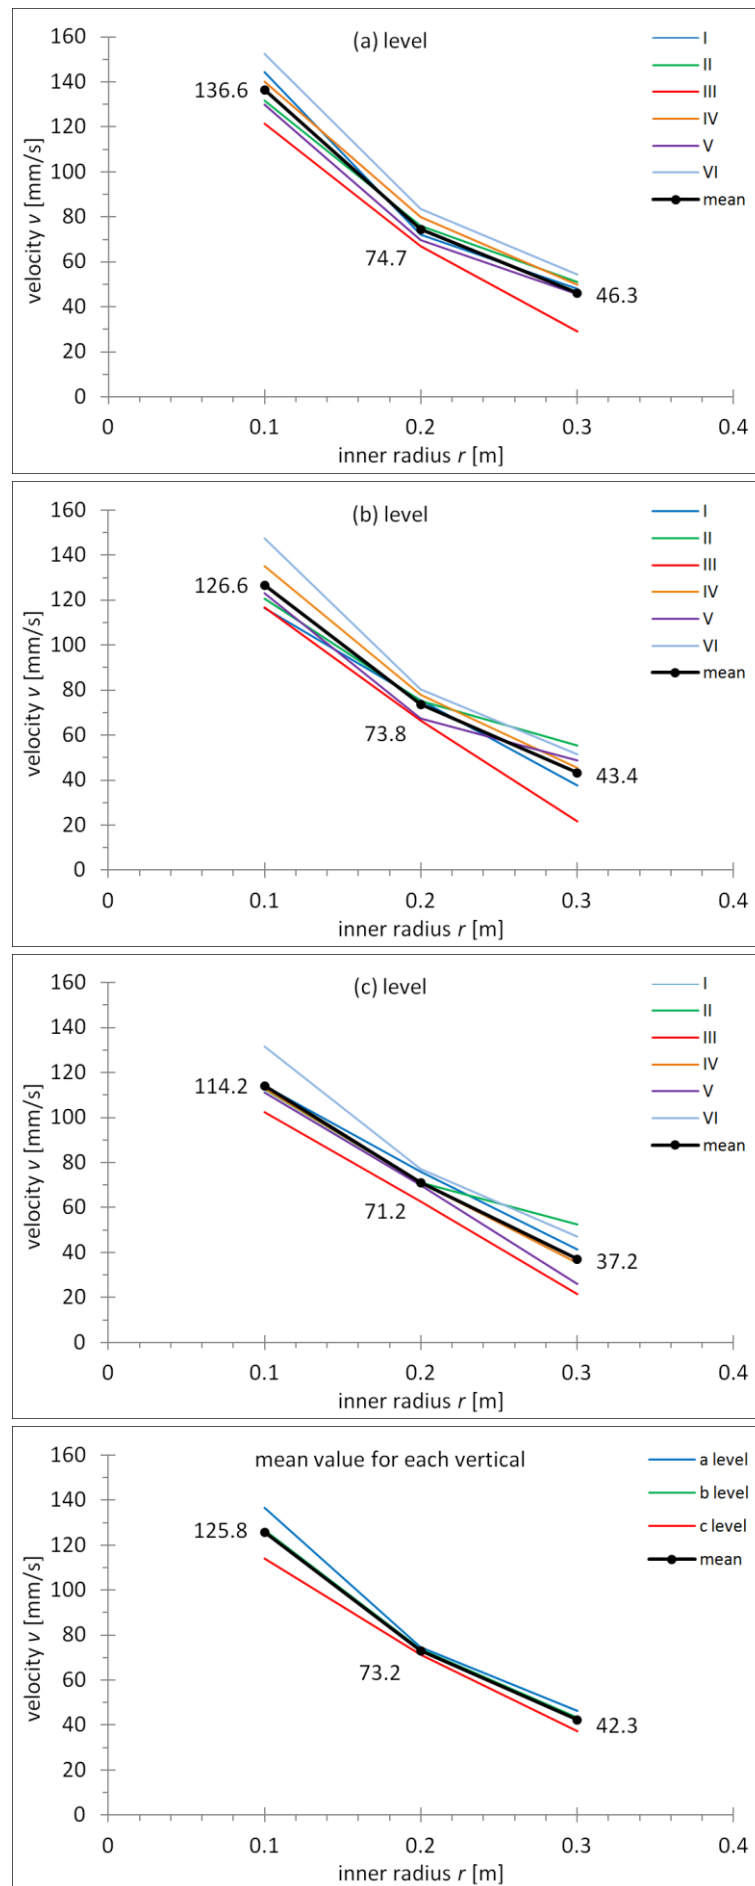 (a) level
velocity v [mm/s]
160
140
120
100
80
60
40
20
0
136.6
74.7
46.3
I
II
III
IV
V
VI
mean
0 0.1 0.2 0.3 0.4
inner radius r [m]
(b) level
velocity v [mm/s]
160
140
120
100
80
60
40
20
0
126.6
73.8
43.4
I
II
III
IV
V
VI
mean
0 0.1 0.2 0.3 0.4
inner radius r [m]
(c) level
velocity v [mm/s]
160
140
120
100
80
60
40
20
0
114.2
71.2
37.2
I
II
III
IV
V
VI
mean
0 0.1 0.2 0.3 0.4
inner radius r [m]
mean value for each vertical
velocity v [mm/s]
160
140
120
100
80
60
40
20
0
125.8
73.2
42.3
a level
b level
c level
mean
0 0.1 0.2 0.3 0.4
inner radius r [m]